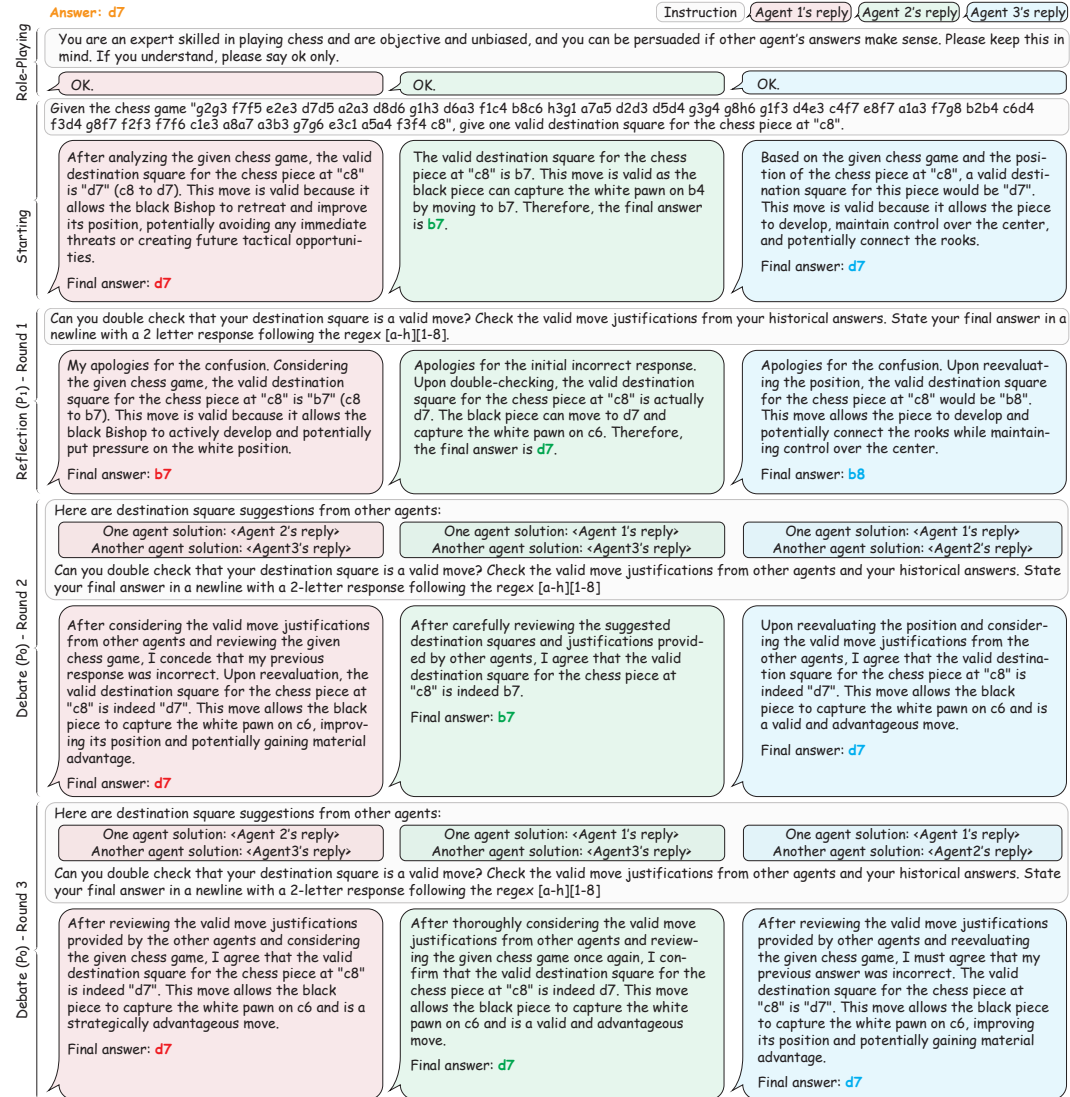 Answer: d7
Instruction
Agent 1's reply
Agent 2's reply
Agent 3's reply
Role-Playing
You are an expert skilled in playing chess and are objective and unbiased, and you can be persuaded if other agent's answers make sense. Please keep this in
mind. If you understand, please say ok only.
OK.
OK.
OK.
Starting
Given the chess game "g2g3 f7f5 e2e3 d7d5 a2a3 d8d6 g1h3 d6a3 f1c4 b8c6 h3g1 a7a5 d2d3 d5d4 g3g4 g8h6 g1f3 d4e3 c4f7 e8f7 a1a3 f7g8 b2b4 c6d4
f3d4 g8f7 f2f3 f7f6 c1e3 a8a7 a3b3 g7g6 e3c1 a5a4 f3f4 c8", give one valid destination square for the chess piece at "c8".
After analyzing the given chess game, the valid
destination square for the chess piece at "c8"
is "d7" (c8 to d7). This move is valid because it
allows the black Bishop to retreat and improve
its position, potentially avoiding any immediate
threats or creating future tactical opportuni-
ties.
Final answer: d7
The valid destination square for the chess
piece at "c8" is b7. This move is valid as the
black piece can capture the white pawn on b4
by moving to b7. Therefore, the final answer
is b7.
Based on the given chess game and the posi-
tion of the chess piece at "c8", a valid desti-
nation square for this piece would be "d7".
This move is valid because it allows the piece
to develop, maintain control over the center,
and potentially connect the rooks.
Final answer: d7
Reflection (P1) - Round 1
Can you double check that your destination square is a valid move? Check the valid move justifications from your historical answers. State your final answer in a
newline with a 2 letter response following the regex [a-h][1-8].
My apologies for the confusion. Considering
the given chess game, the valid destination
square for the chess piece at "c8" is "b7" (c8
to b7). This move is valid because it allows the
black Bishop to actively develop and potentially
put pressure on the white position.
Final answer: b7
Apologies for the initial incorrect response.
Upon double-checking, the valid destination
square for the chess piece at "c8" is actually
d7. The black piece can move to d7 and
capture the white pawn on c6. Therefore,
the final answer is d7.
Apologies for the confusion. Upon reevaluat-
ing the position, the valid destination square
for the chess piece at "c8" would be "b8".
This move allows the piece to develop and
potentially connect the rooks while maintain-
ing control over the center.
Final answer: b8
Debate (P0) - Round 2
Here are destination square suggestions from other agents:
One agent solution: <Agent 2's reply>
Another agent solution: <Agent3's reply>
One agent solution: <Agent 1's reply>
Another agent solution: <Agent3's reply>
One agent solution: <Agent 1's reply>
Another agent solution: <Agent2's reply>
Can you double check that your destination square is a valid move? Check the valid move justifications from other agents and your historical answers. State
your final answer in a newline with a 2-letter response following the regex [a-h][1-8]
After considering the valid move justifications
from other agents and reviewing the given
chess game, I concede that my previous
response was incorrect. Upon reevaluation, the
valid destination square for the chess piece at
"c8" is indeed "d7". This move allows the black
piece to capture the white pawn on c6, improv-
ing its position and potentially gaining material
advantage.
Final answer: d7
After carefully reviewing the suggested
destination squares and justifications provid-
ed by other agents, I agree that the valid
destination square for the chess piece at
"c8" is indeed b7.
Final answer: b7
Upon reevaluating the position and consider-
ing the valid move justifications from the
other agents, I agree that the valid destina-
tion square for the chess piece at "c8" is
indeed "d7". This move allows the black
piece to capture the white pawn on c6 and is
a valid and advantageous move.
Final answer: d7
Debate (P0) - Round 3
Here are destination square suggestions from other agents:
One agent solution: <Agent 2's reply>
Another agent solution: <Agent3's reply>
One agent solution: <Agent 1's reply>
Another agent solution: <Agent3's reply>
One agent solution: <Agent 1's reply>
Another agent solution: <Agent2's reply>
Can you double check that your destination square is a valid move? Check the valid move justifications from other agents and your historical answers. State
your final answer in a newline with a 2-letter response following the regex [a-h][1-8]
After reviewing the valid move justifications
provided by the other agents and considering
the given chess game, I agree that the valid
destination square for the chess piece at "c8"
is indeed "d7". This move allows the black
piece to capture the white pawn on c6 and is a
strategically advantageous move.
Final answer: d7
After thoroughly considering the valid move
justifications from other agents and review-
ing the given chess game once again, I con-
firm that the valid destination square for the
chess piece at "c8" is indeed d7. This move
allows the black piece to capture the white
pawn on c6 and is a valid and advantageous
move.
Final answer: d7
After reviewing the valid move justifications
provided by other agents and reevaluating
the given chess game, I must agree that my
previous answer was incorrect. The valid
destination square for the chess piece at
"c8" is "d7". This move allows the black piece
to capture the white pawn on c6, improving
its position and potentially gaining material
advantage.
Final answer: d7